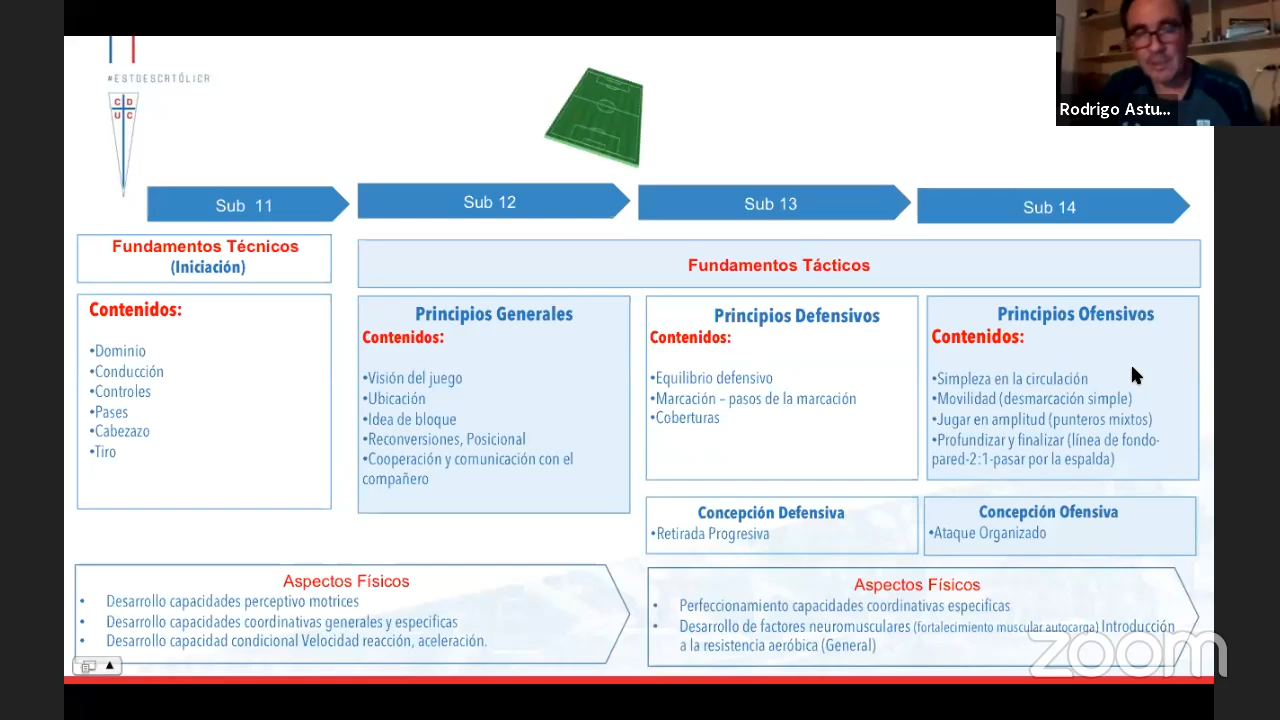 #ESTOESCATÓLICA
C D
U C
Rodrigo Astu...
Sub 11
Sub 12
Sub 13
Sub 14
Fundamentos Técnicos
(Iniciación)
Fundamentos Tácticos
Contenidos:
•Dominio
•Conducción
•Controles
•Pases
•Cabezazo
•Tiro
Principios Generales
Contenidos:
•Visión del juego
•Ubicación
•Idea de bloque
•Reconversiones, Posicional
•Cooperación y comunicación con el
compañero
Principios Defensivos
Contenidos:
•Equilibrio defensivo
•Marcación – pasos de la marcación
•Coberturas
Principios Ofensivos
Contenidos:
•Simpleza en la circulación
•Movilidad (desmarcación simple)
•Jugar en amplitud (punteros mixtos)
•Profundizar y finalizar (línea de fondo-
pared-2:1-pasar por la espalda)
Concepción Defensiva
•Retirada Progresiva
Concepción Ofensiva
•Ataque Organizado
Aspectos Físicos
• Desarrollo capacidades perceptivo motrices
• Desarrollo capacidades coordinativas generales y especificas
• Desarrollo capacidad condicional Velocidad reacción, aceleración.
Aspectos Físicos
• Perfeccionamiento capacidades coordinativas especificas
• Desarrollo de factores neuromusculares (fortalecimiento muscular autocarga) Introducción
a la resistencia aeróbica (General)
zoom